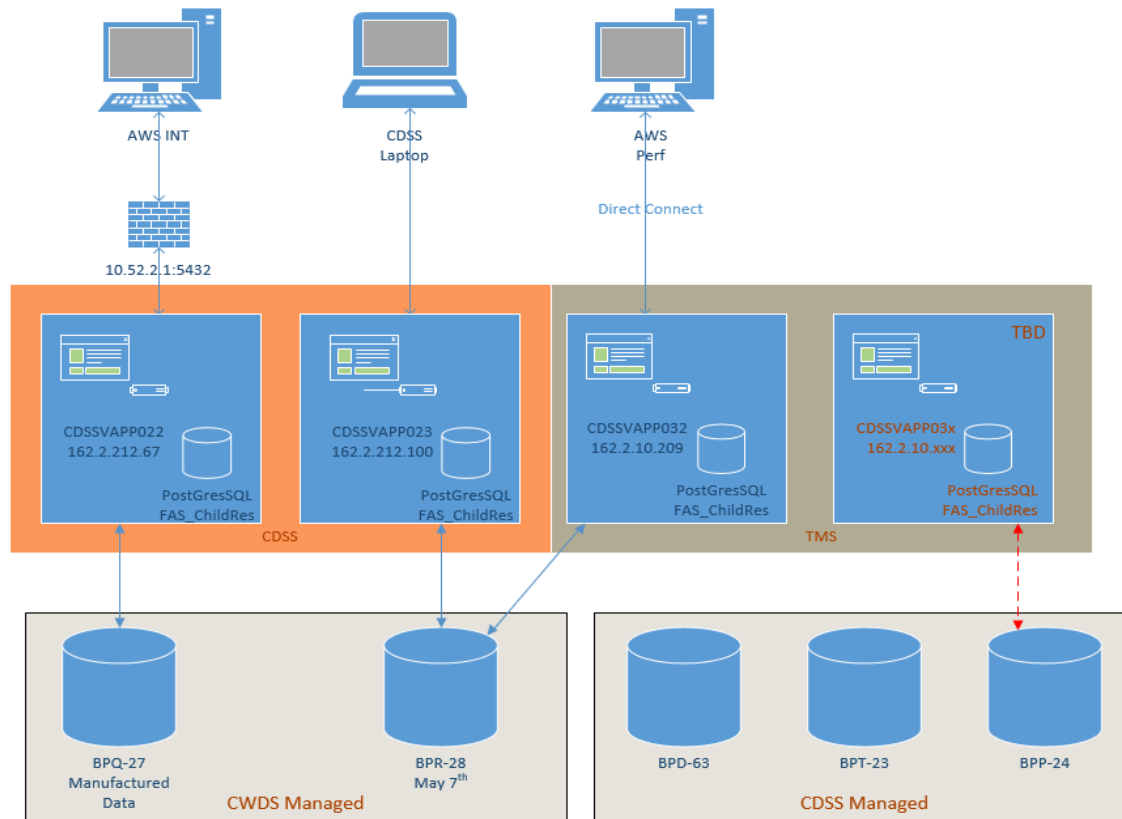 AWS INT
CDSS
Laptop
AWS
Perf
Direct Connect
10.52.2.1:5432
CDSSVAPP022
162.2.212.67
PostGresSQL
FAS_ChildRes
CDSSVAPP023
162.2.212.100
PostGresSQL
FAS_ChildRes
CDSS
CDSSVAPP032
162.2.10.209
PostGresSQL
FAS_ChildRes
TBD
CDSSVAPP03x
162.2.10.xxx
PostGresSQL
FAS_ChildRes
TMS
BPQ-27
Manufactured
Data
BPR-28
May 7th
CWDS Managed
BPD-63
BPT-23
BPP-24
CDSS Managed